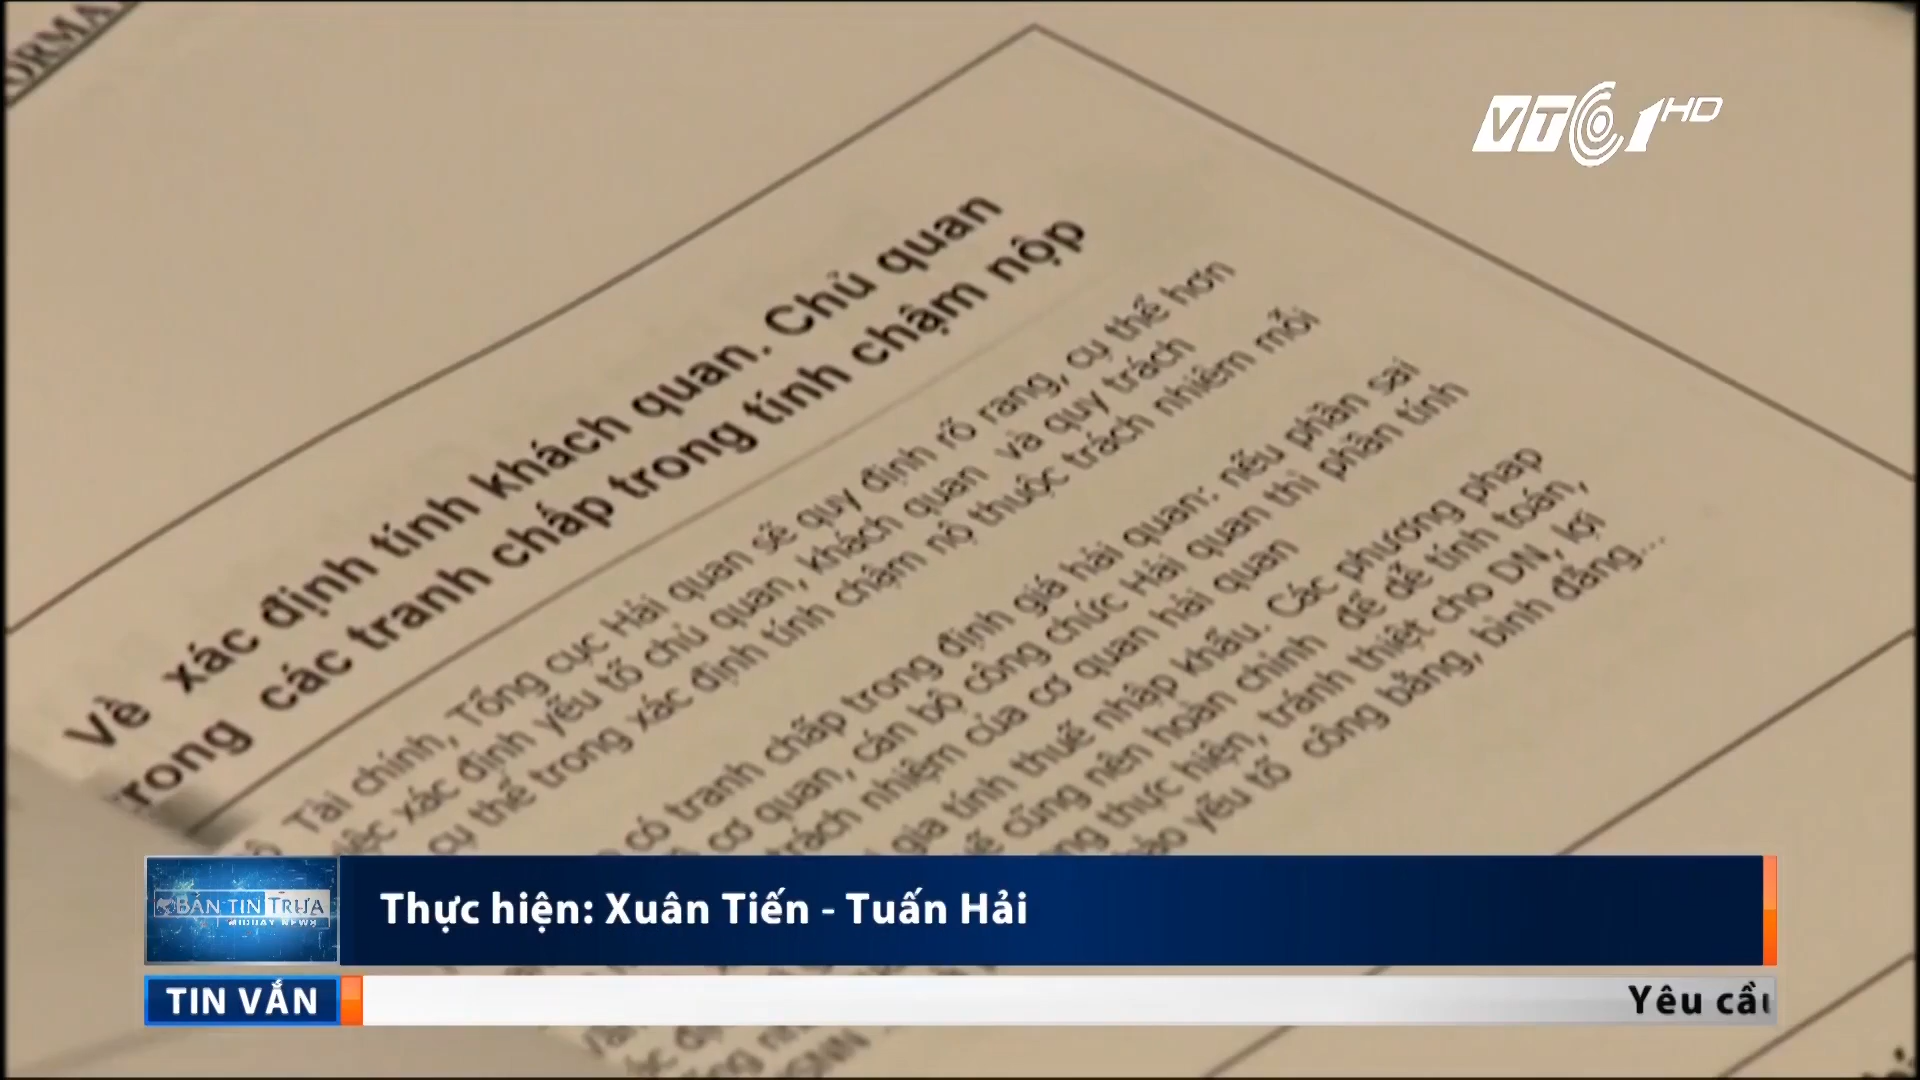 VTC1 HD
Về xác định tính khách quan. Chủ quan
trong các tranh chấp trong tính chậm nộp
Tài chính, Tổng cục Hải quan sẽ quy định rõ rang, cụ thể hơn
việc xác định yếu tố chủ quan, khách quan và quy trách
cụ thể trong xác định tính chậm nộ thuộc trách nhiệm mỗi
có tranh chấp trong định giá hải quan: nếu phần sai
cơ quan, cán bộ công chức Hải quan thì phần tính
trách nhiệm của cơ quan hải quan
gia tính thuế nhập khẩu. Các phương phap
cũng nên hoàn chỉnh để dễ tính toán,
thực hiện, tránh thiệt cho DN, lợi
yếu tố công bằng, bình đẳng...
BẢN TIN TRƯA
MIDDAY NEWS
Thực hiện: Xuân Tiến - Tuấn Hải
TIN VẮN
Yêu cầu